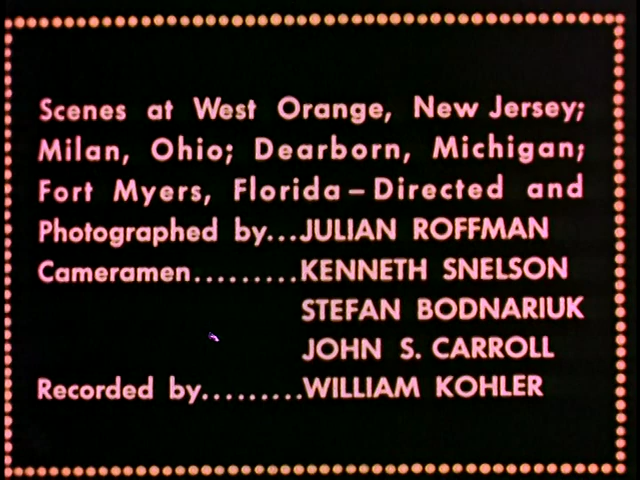 Scenes at West Orange, New Jersey;
Milan, Ohio; Dearborn, Michigan;
Fort Myers, Florida – Directed and
Photographed by...JULIAN ROFFMAN
Cameramen.........KENNETH SNELSON
STEFAN BODNARIUK
JOHN S. CARROLL
Recorded by.........WILLIAM KOHLER